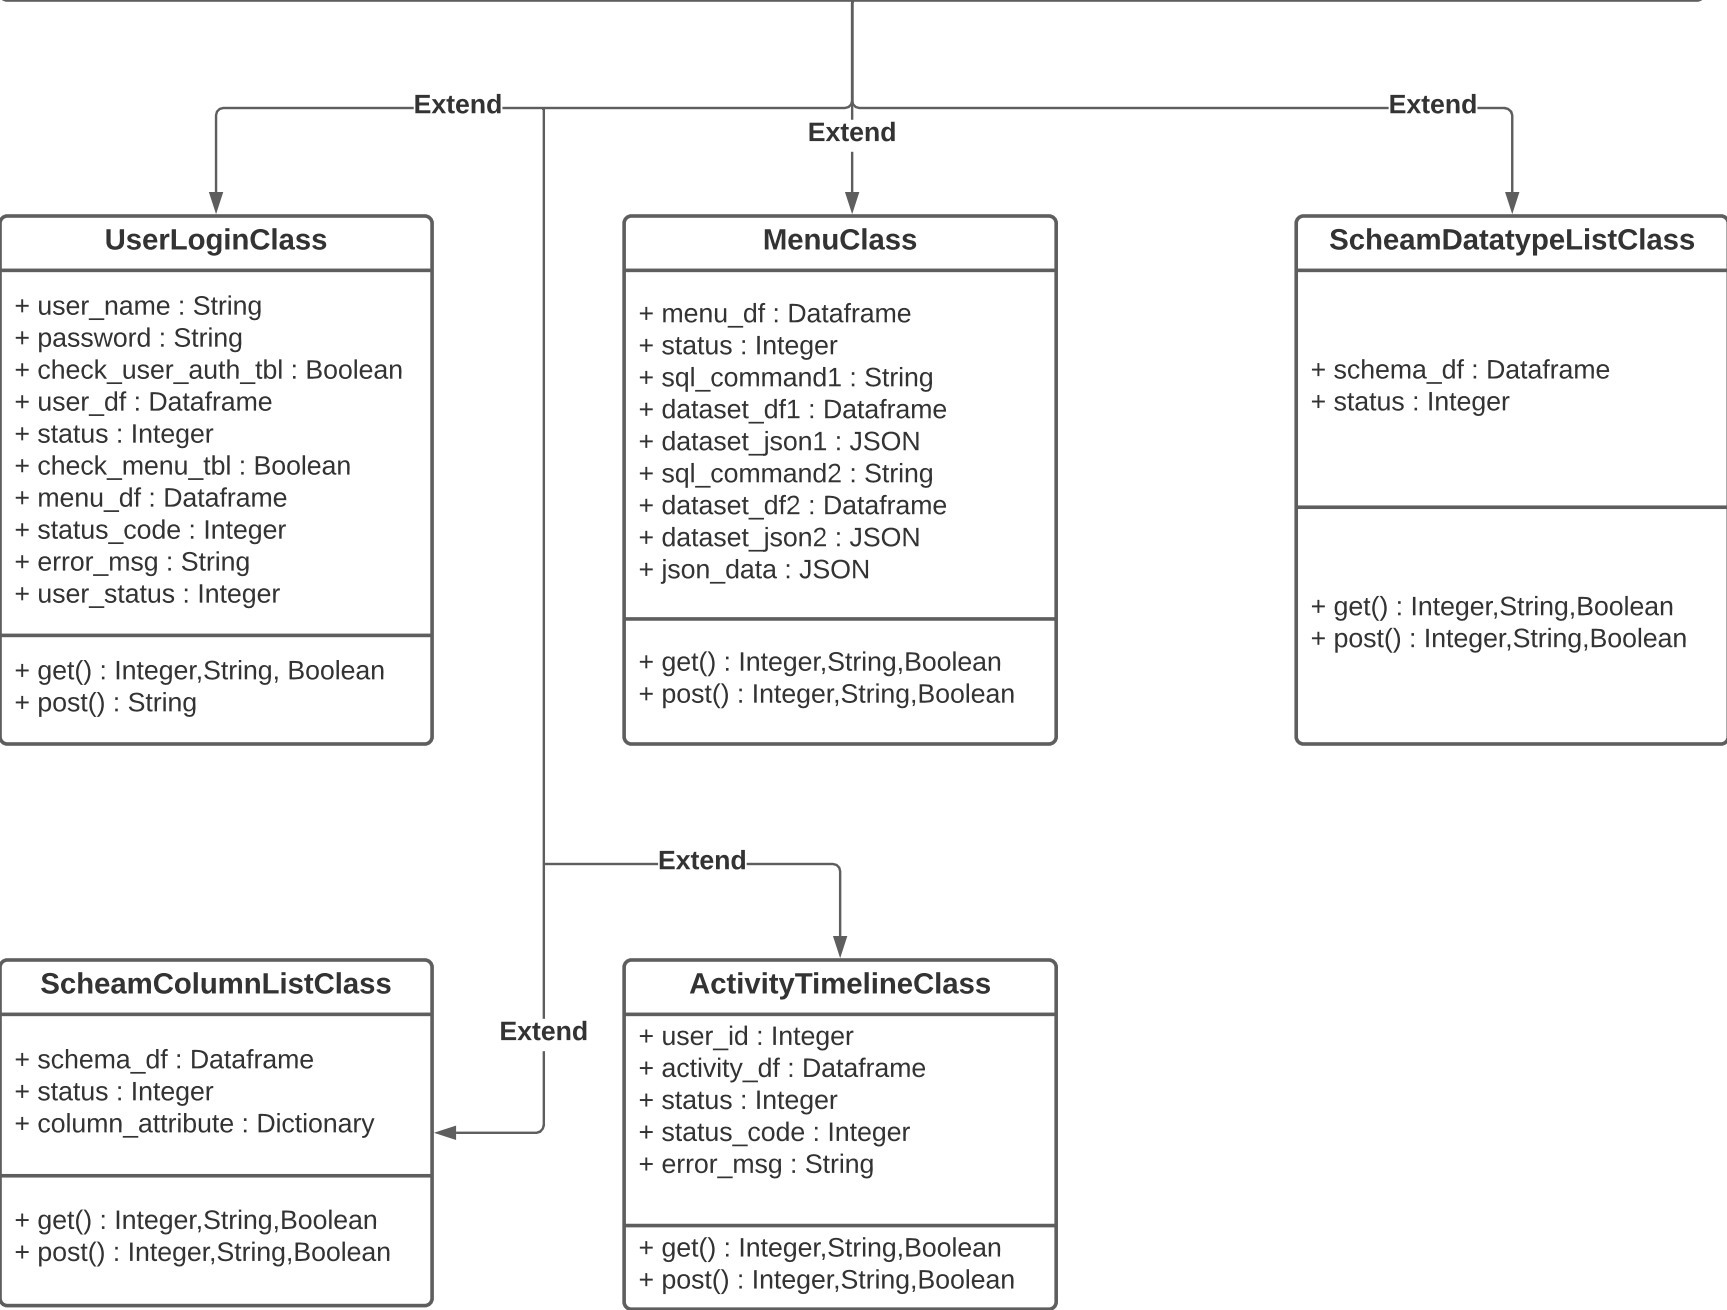 Extend
Extend
Extend
UserLoginClass
+ user_name : String
+ password : String
+ check_user_auth_tbl : Boolean
+ user_df : Dataframe
+ status : Integer
+ check_menu_tbl : Boolean
+ menu_df : Dataframe
+ status_code : Integer
+ error_msg : String
+ user_status : Integer
+ get() : Integer,String, Boolean
+ post() : String
MenuClass
+ menu_df : Dataframe
+ status : Integer
+ sql_command1 : String
+ dataset_df1 : Dataframe
+ dataset_json1 : JSON
+ sql_command2 : String
+ dataset_df2 : Dataframe
+ dataset_json2 : JSON
+ json_data : JSON
+ get() : Integer,String,Boolean
+ post() : Integer,String,Boolean
ScheamDatatypeListClass
+ schema_df : Dataframe
+ status : Integer
+ get() : Integer,String,Boolean
+ post() : Integer,String,Boolean
Extend
Extend
ScheamColumnListClass
+ schema_df : Dataframe
+ status : Integer
+ column_attribute : Dictionary
+ get() : Integer,String,Boolean
+ post() : Integer,String,Boolean
ActivityTimelineClass
+ user_id : Integer
+ activity_df : Dataframe
+ status : Integer
+ status_code : Integer
+ error_msg : String
+ get() : Integer,String,Boolean
+ post() : Integer,String,Boolean